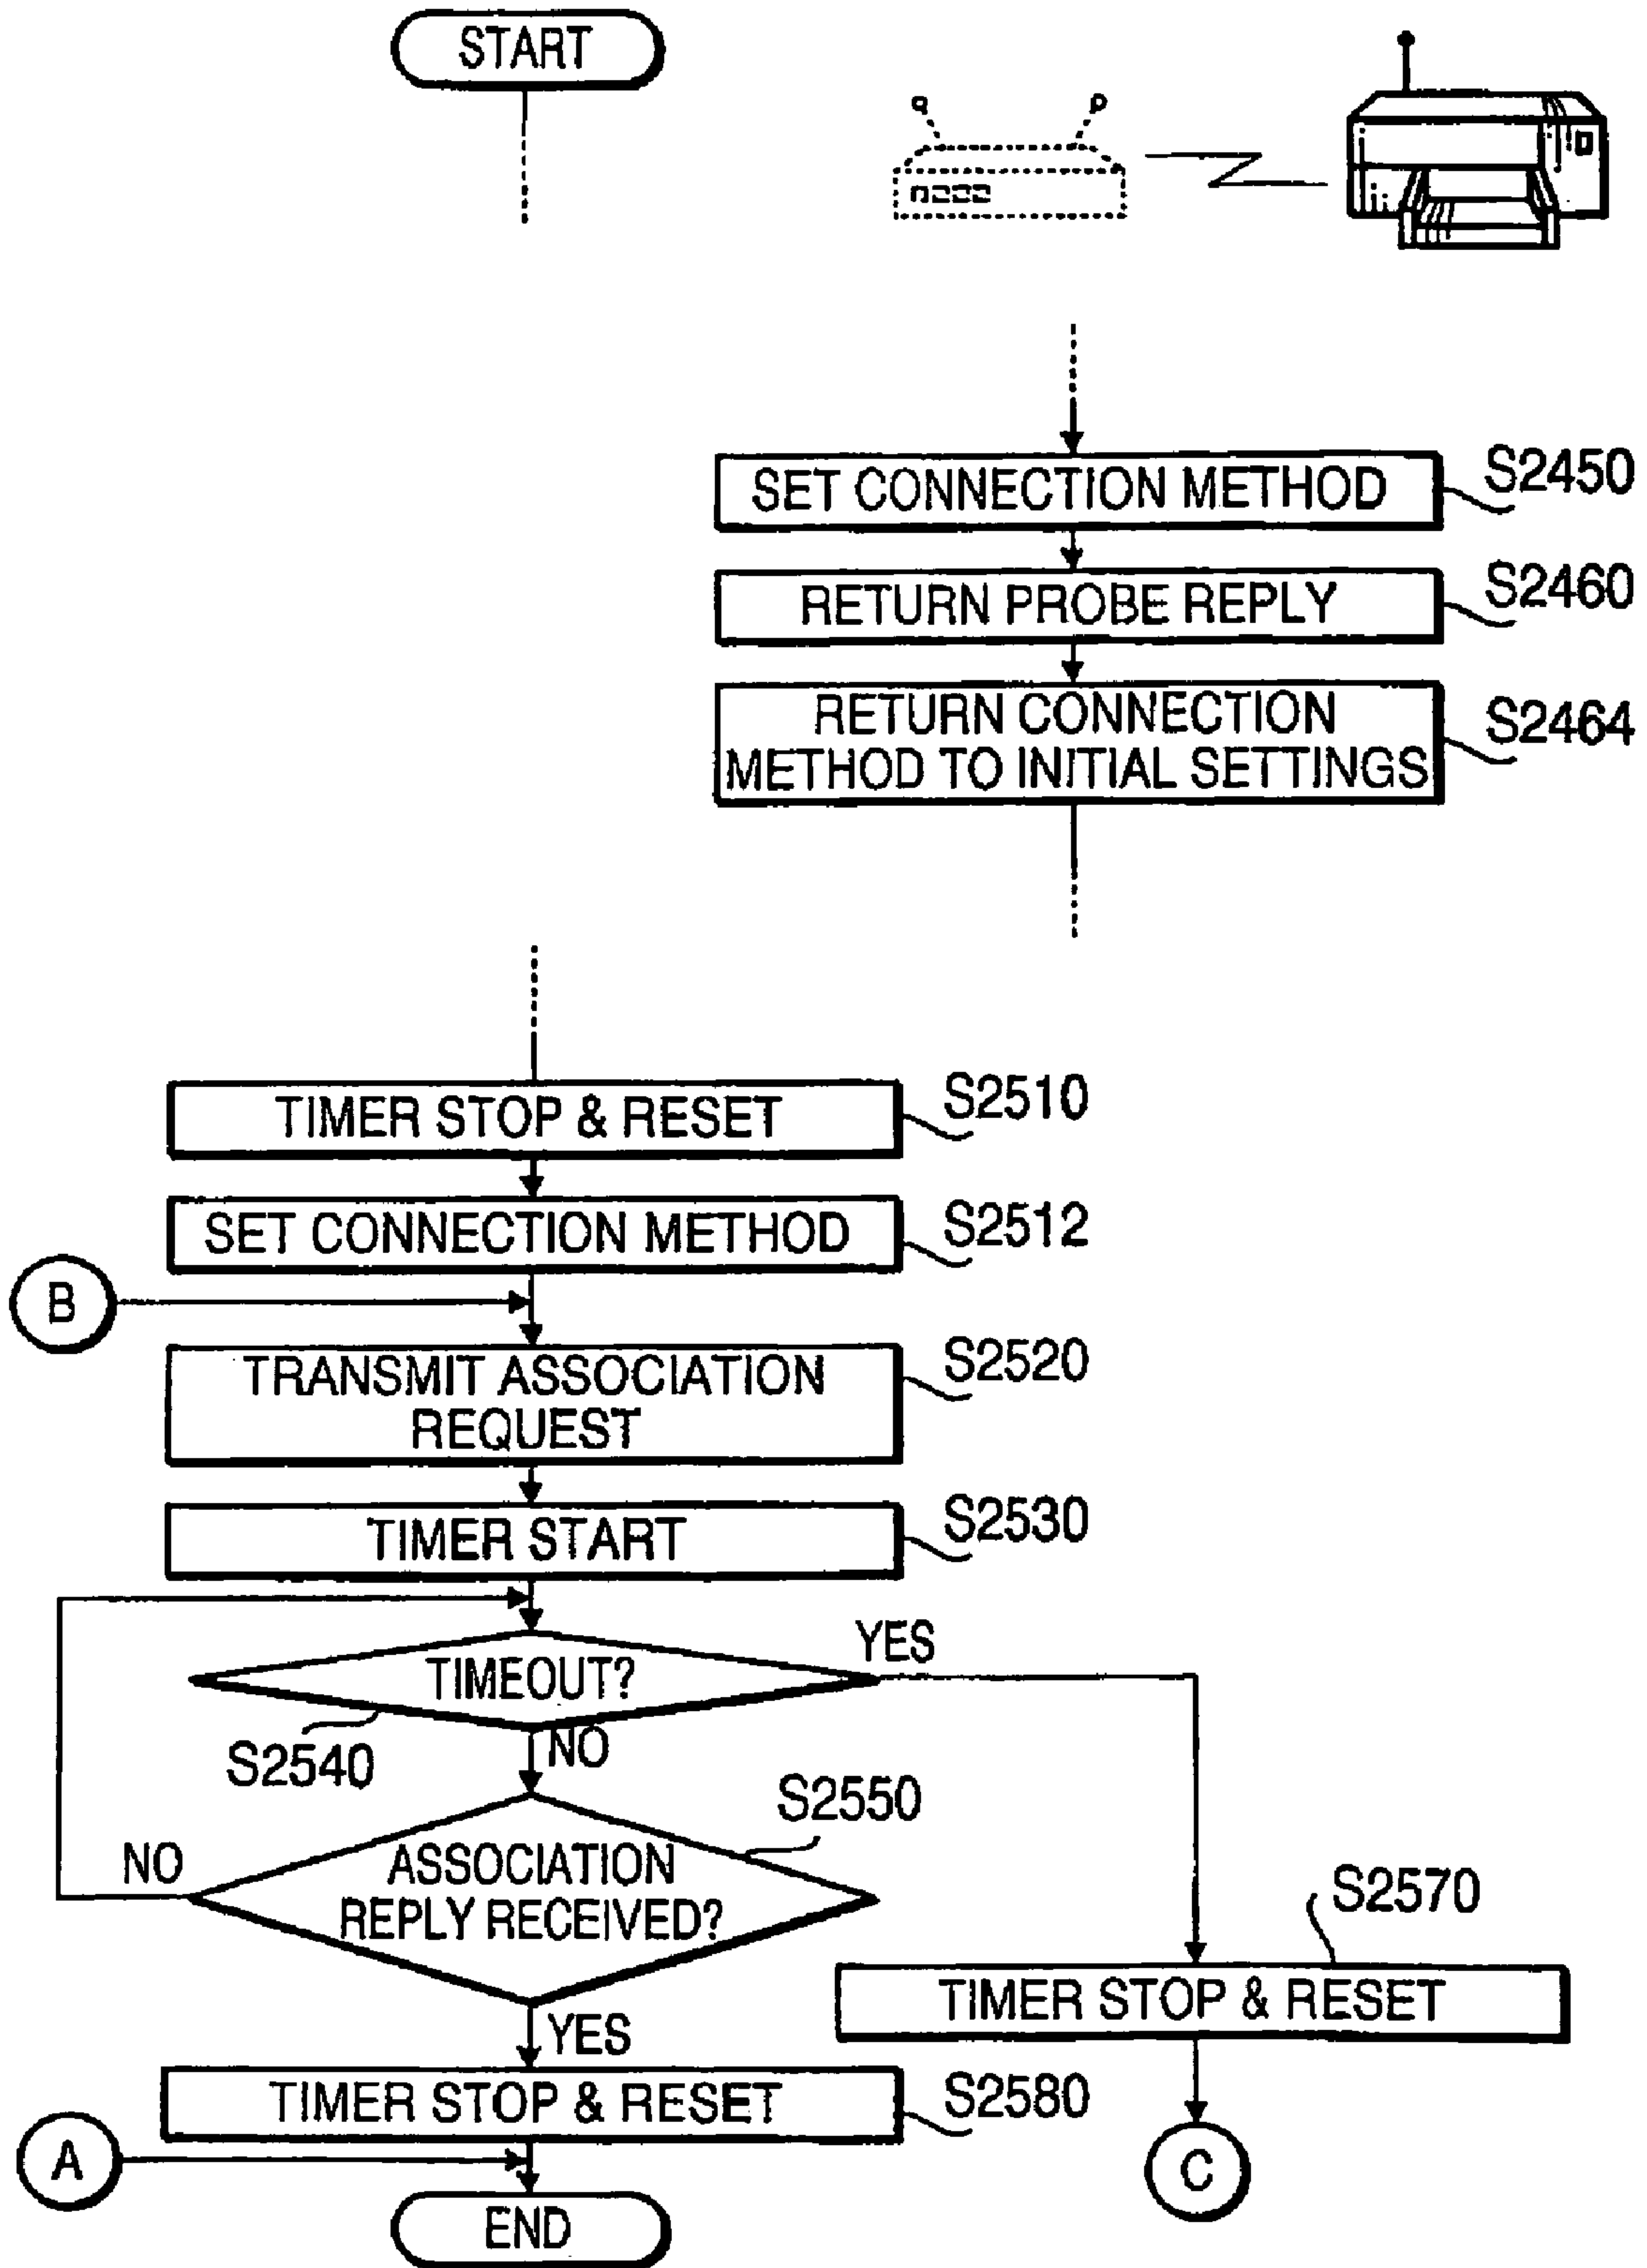 START
SET CONNECTION METHOD
S2450
RETURN PROBE REPLY
S2460
RETURN CONNECTION
METHOD TO INITIAL SETTINGS
S2464
TIMER STOP & RESET
S2510
SET CONNECTION METHOD
S2512
B
TRANSMIT ASSOCIATION
REQUEST
S2520
TIMER START
S2530
TIMEOUT?
YES
S2540
NO
S2550
ASSOCIATION
REPLY RECEIVED?
NO
YES
S2570
TIMER STOP & RESET
TIMER STOP & RESET
S2580
A
C
END